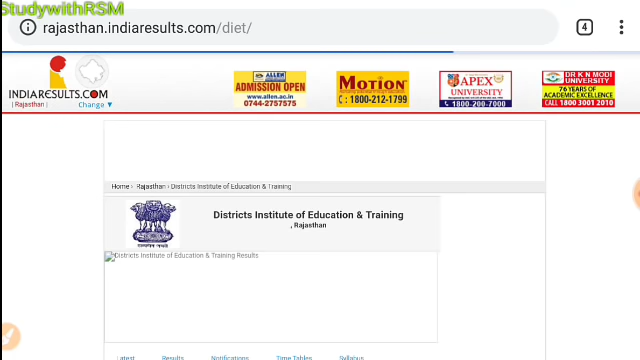 StudywithRSM
rajasthan.indiaresults.com/diet/
4
INDIARESULTS.COM
| Rajasthan |
Change ▼
ALLEN
ADMISSION OPEN
www.allen.ac.in
0744-2757575
MOTION
: 1800-212-1799
APEX
UNIVERSITY
1800-200-7000
DR K N MODI
UNIVERSITY
76 YEARS OF
ACADEMIC EXCELLENCE
CALL 1800 3001 2010
Home › Rajasthan › Districts Institute of Education & Training
Districts Institute of Education & Training
, Rajasthan
Districts Institute of Education & Training Results
Latest Results Notifications Time Tables Syllabus